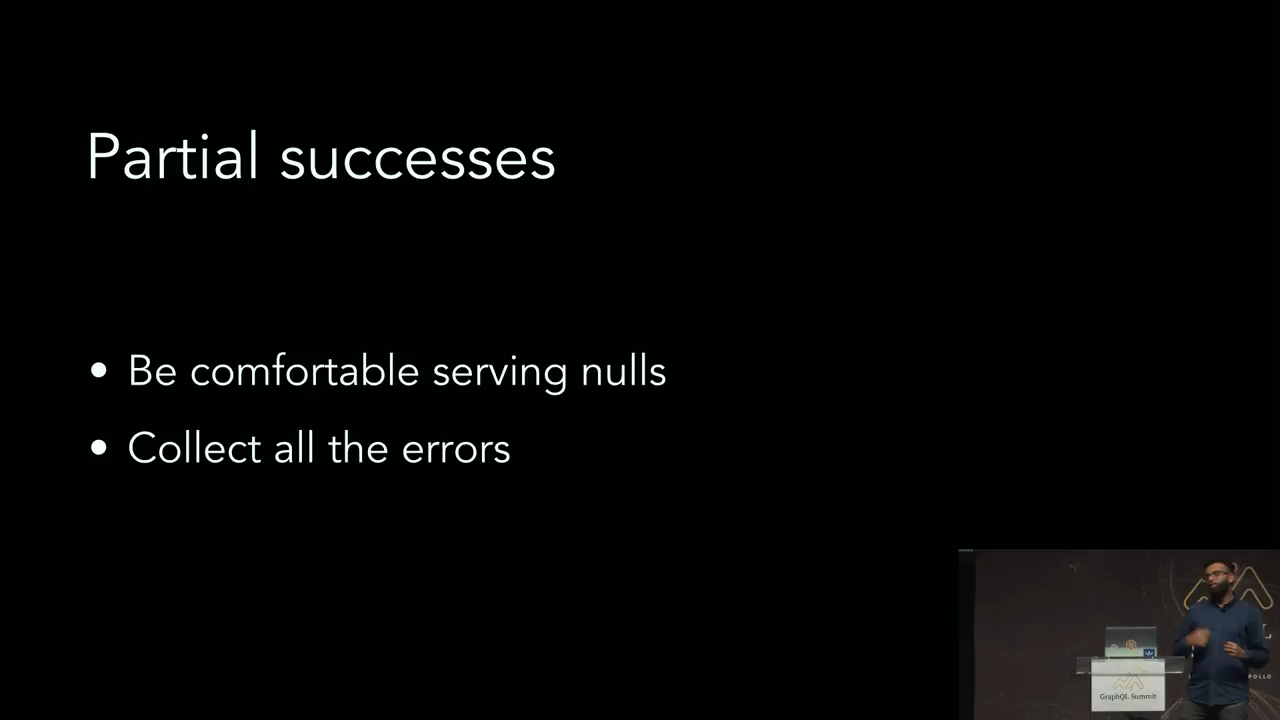 Partial successes
• Be comfortable serving nulls
• Collect all the errors
GraphQL Summit